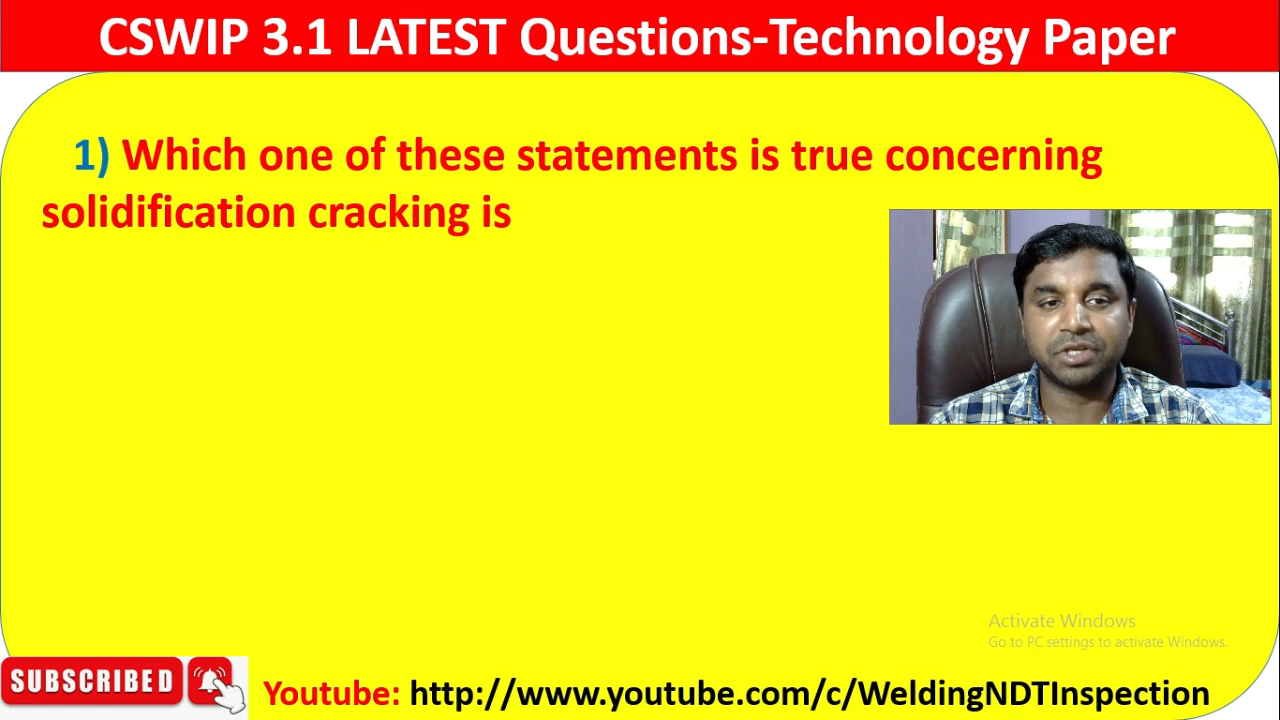 CSWIP 3.1 LATEST Questions-Technology Paper
1) Which one of these statements is true concerning
solidification cracking is
Activate Windows
Go to PC settings to activate Windows.
SUBSCRIBED
Youtube: http://www.youtube.com/c/WeldingNDTInspection